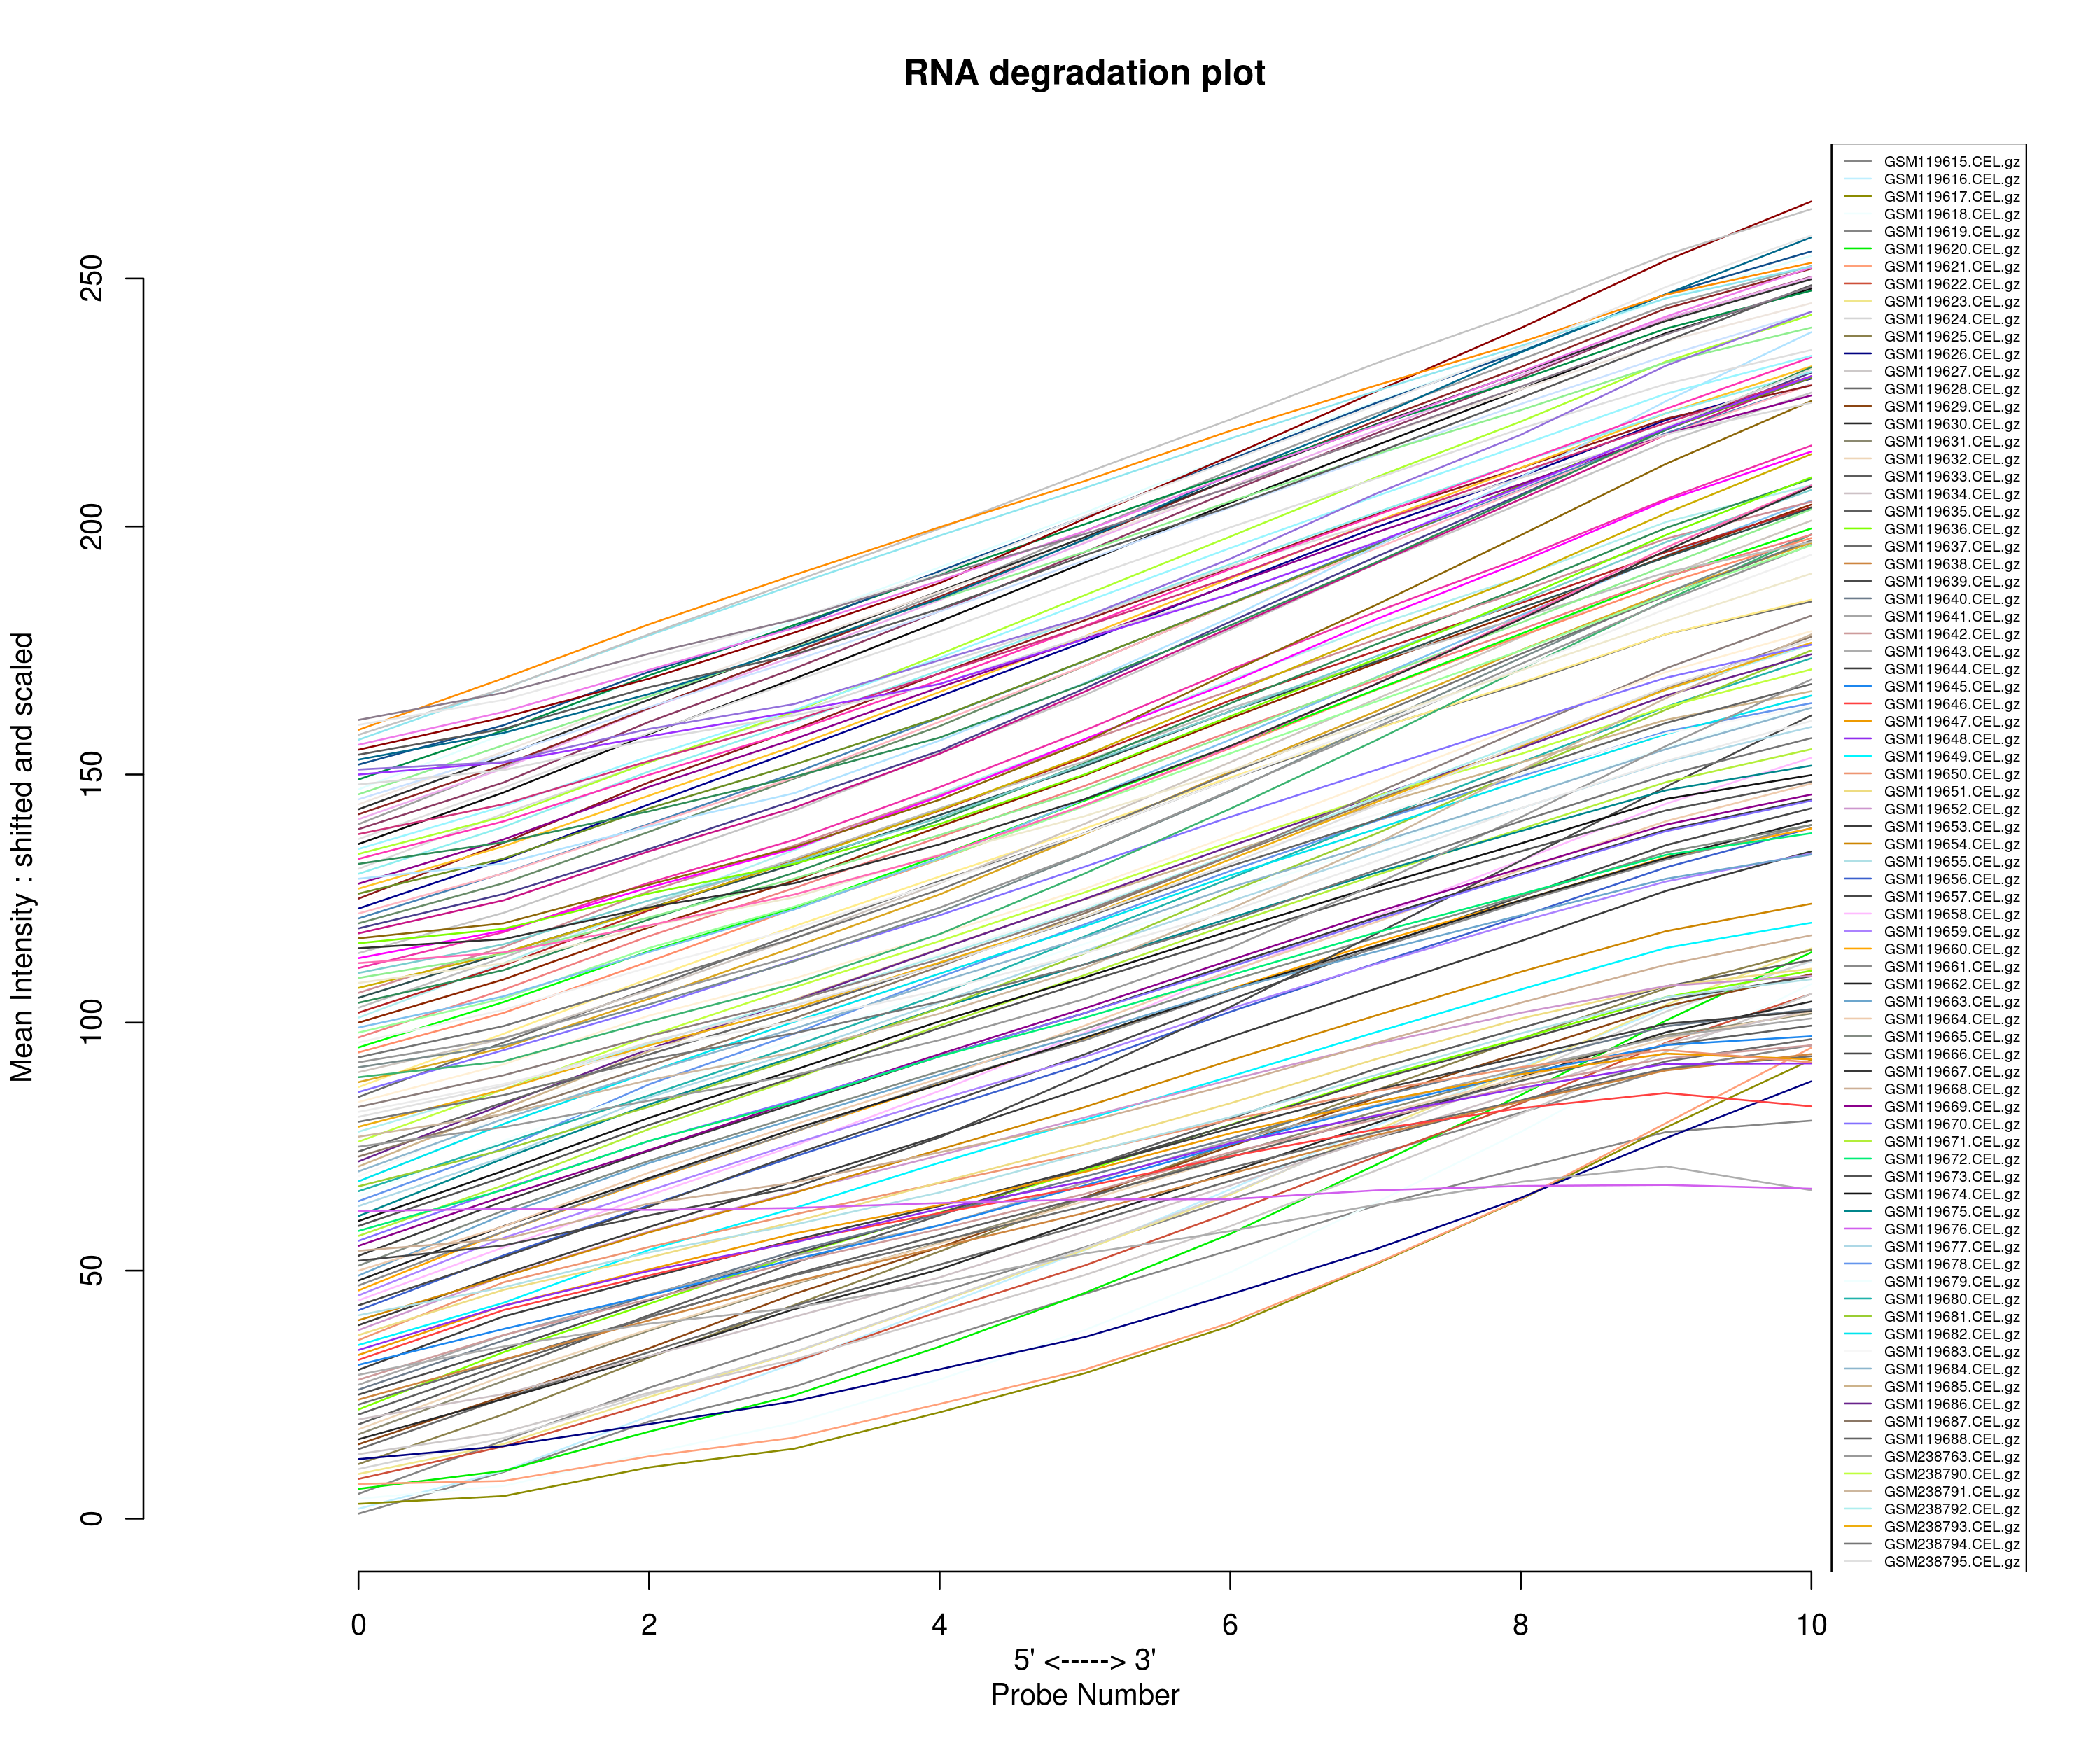 RNA degradation plot
Mean Intensity : shifted and scaled
250
200
150
100
50
0
0 2 4 6 8 10
5' <-----> 3'
Probe Number
GSM119615.CEL.gz
GSM119616.CEL.gz
GSM119617.CEL.gz
GSM119618.CEL.gz
GSM119619.CEL.gz
GSM119620.CEL.gz
GSM119621.CEL.gz
GSM119622.CEL.gz
GSM119623.CEL.gz
GSM119624.CEL.gz
GSM119625.CEL.gz
GSM119626.CEL.gz
GSM119627.CEL.gz
GSM119628.CEL.gz
GSM119629.CEL.gz
GSM119630.CEL.gz
GSM119631.CEL.gz
GSM119632.CEL.gz
GSM119633.CEL.gz
GSM119634.CEL.gz
GSM119635.CEL.gz
GSM119636.CEL.gz
GSM119637.CEL.gz
GSM119638.CEL.gz
GSM119639.CEL.gz
GSM119640.CEL.gz
GSM119641.CEL.gz
GSM119642.CEL.gz
GSM119643.CEL.gz
GSM119644.CEL.gz
GSM119645.CEL.gz
GSM119646.CEL.gz
GSM119647.CEL.gz
GSM119648.CEL.gz
GSM119649.CEL.gz
GSM119650.CEL.gz
GSM119651.CEL.gz
GSM119652.CEL.gz
GSM119653.CEL.gz
GSM119654.CEL.gz
GSM119655.CEL.gz
GSM119656.CEL.gz
GSM119657.CEL.gz
GSM119658.CEL.gz
GSM119659.CEL.gz
GSM119660.CEL.gz
GSM119661.CEL.gz
GSM119662.CEL.gz
GSM119663.CEL.gz
GSM119664.CEL.gz
GSM119665.CEL.gz
GSM119666.CEL.gz
GSM119667.CEL.gz
GSM119668.CEL.gz
GSM119669.CEL.gz
GSM119670.CEL.gz
GSM119671.CEL.gz
GSM119672.CEL.gz
GSM119673.CEL.gz
GSM119674.CEL.gz
GSM119675.CEL.gz
GSM119676.CEL.gz
GSM119677.CEL.gz
GSM119678.CEL.gz
GSM119679.CEL.gz
GSM119680.CEL.gz
GSM119681.CEL.gz
GSM119682.CEL.gz
GSM119683.CEL.gz
GSM119684.CEL.gz
GSM119685.CEL.gz
GSM119686.CEL.gz
GSM119687.CEL.gz
GSM119688.CEL.gz
GSM238763.CEL.gz
GSM238790.CEL.gz
GSM238791.CEL.gz
GSM238792.CEL.gz
GSM238793.CEL.gz
GSM238794.CEL.gz
GSM238795.CEL.gz